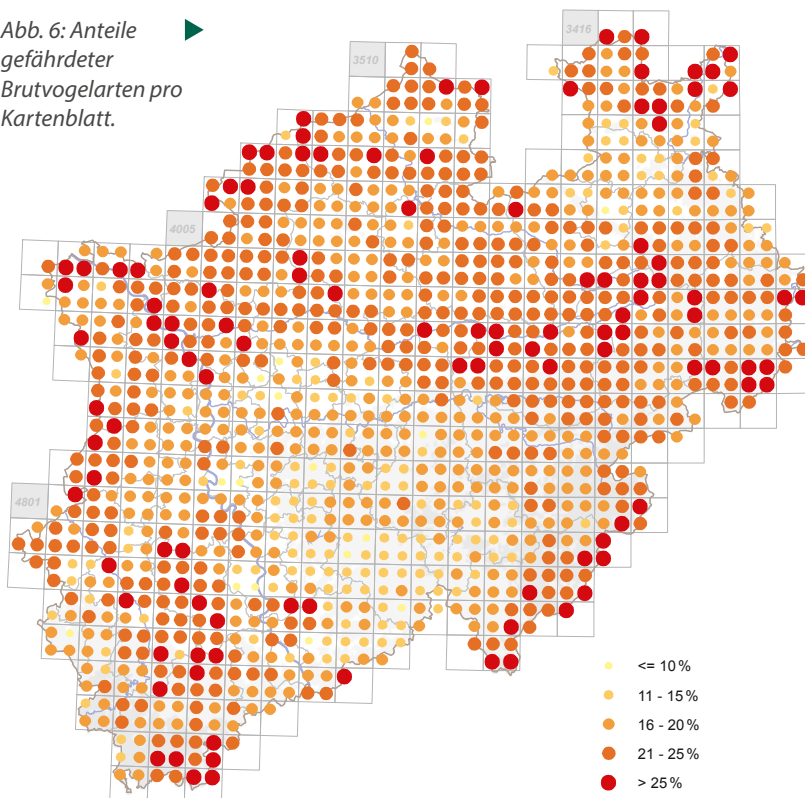 Abb. 6: Anteile
gefährdeter
Brutvogelarten pro
Kartenblatt.
3416
3510
4005
4801
<= 10 %
11 - 15 %
16 - 20 %
21 - 25 %
> 25 %